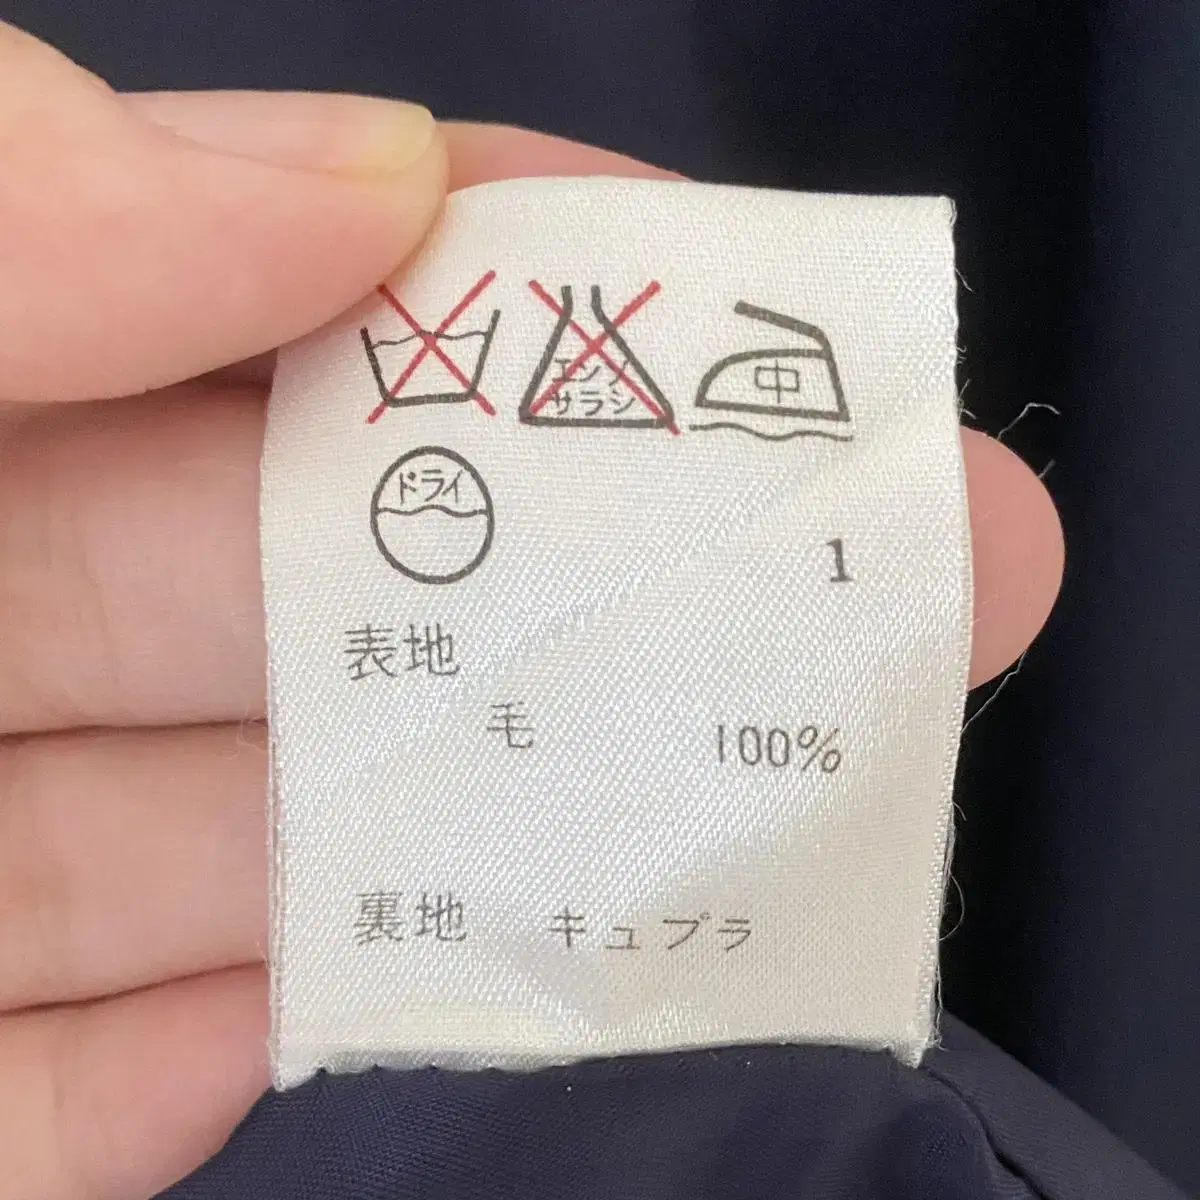 エンソ
サラシ
中
ドライ
1
表地
毛 100%
裏地 キュプラ